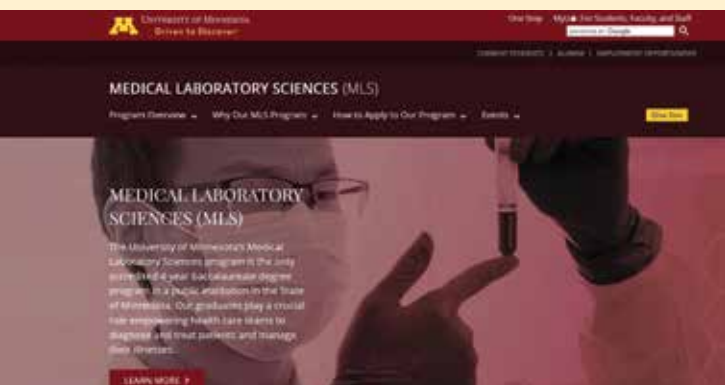 UNIVERSITY OF MINNESOTA
Driven to Discover
One Stop MyU: For Students, Faculty, and Staff
Google
CURRENT STUDENTS | ALUMNI | EMPLOYMENT OPPORTUNITIES
MEDICAL LABORATORY SCIENCES (MLS)
Program Overview Why Our MLS Program How to Apply to Our Program Events
MEDICAL LABORATORY
SCIENCES (MLS)
The University of Minnesota's Medical
Laboratory Sciences program is the only
accredited 4-year baccalaureate degree
program in a public institution in the State
of Minnesota. Our graduates play a crucial
role empowering health care teams to
diagnose and treat patients and manage
their illnesses.
LEARN MORE